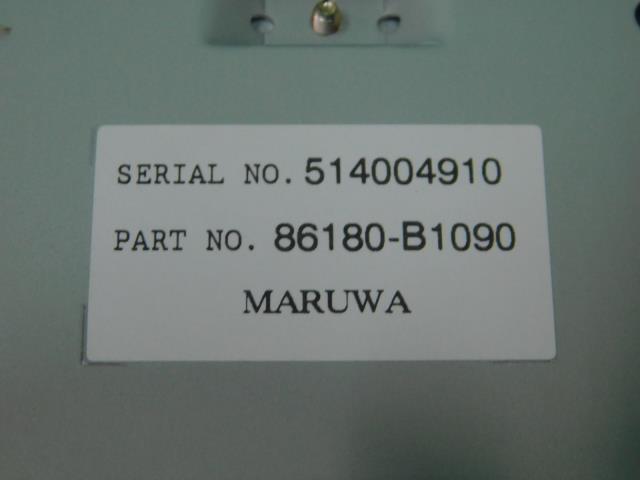 SERIAL NO. 514004910
PART NO. 86180-B1090
MARUWA